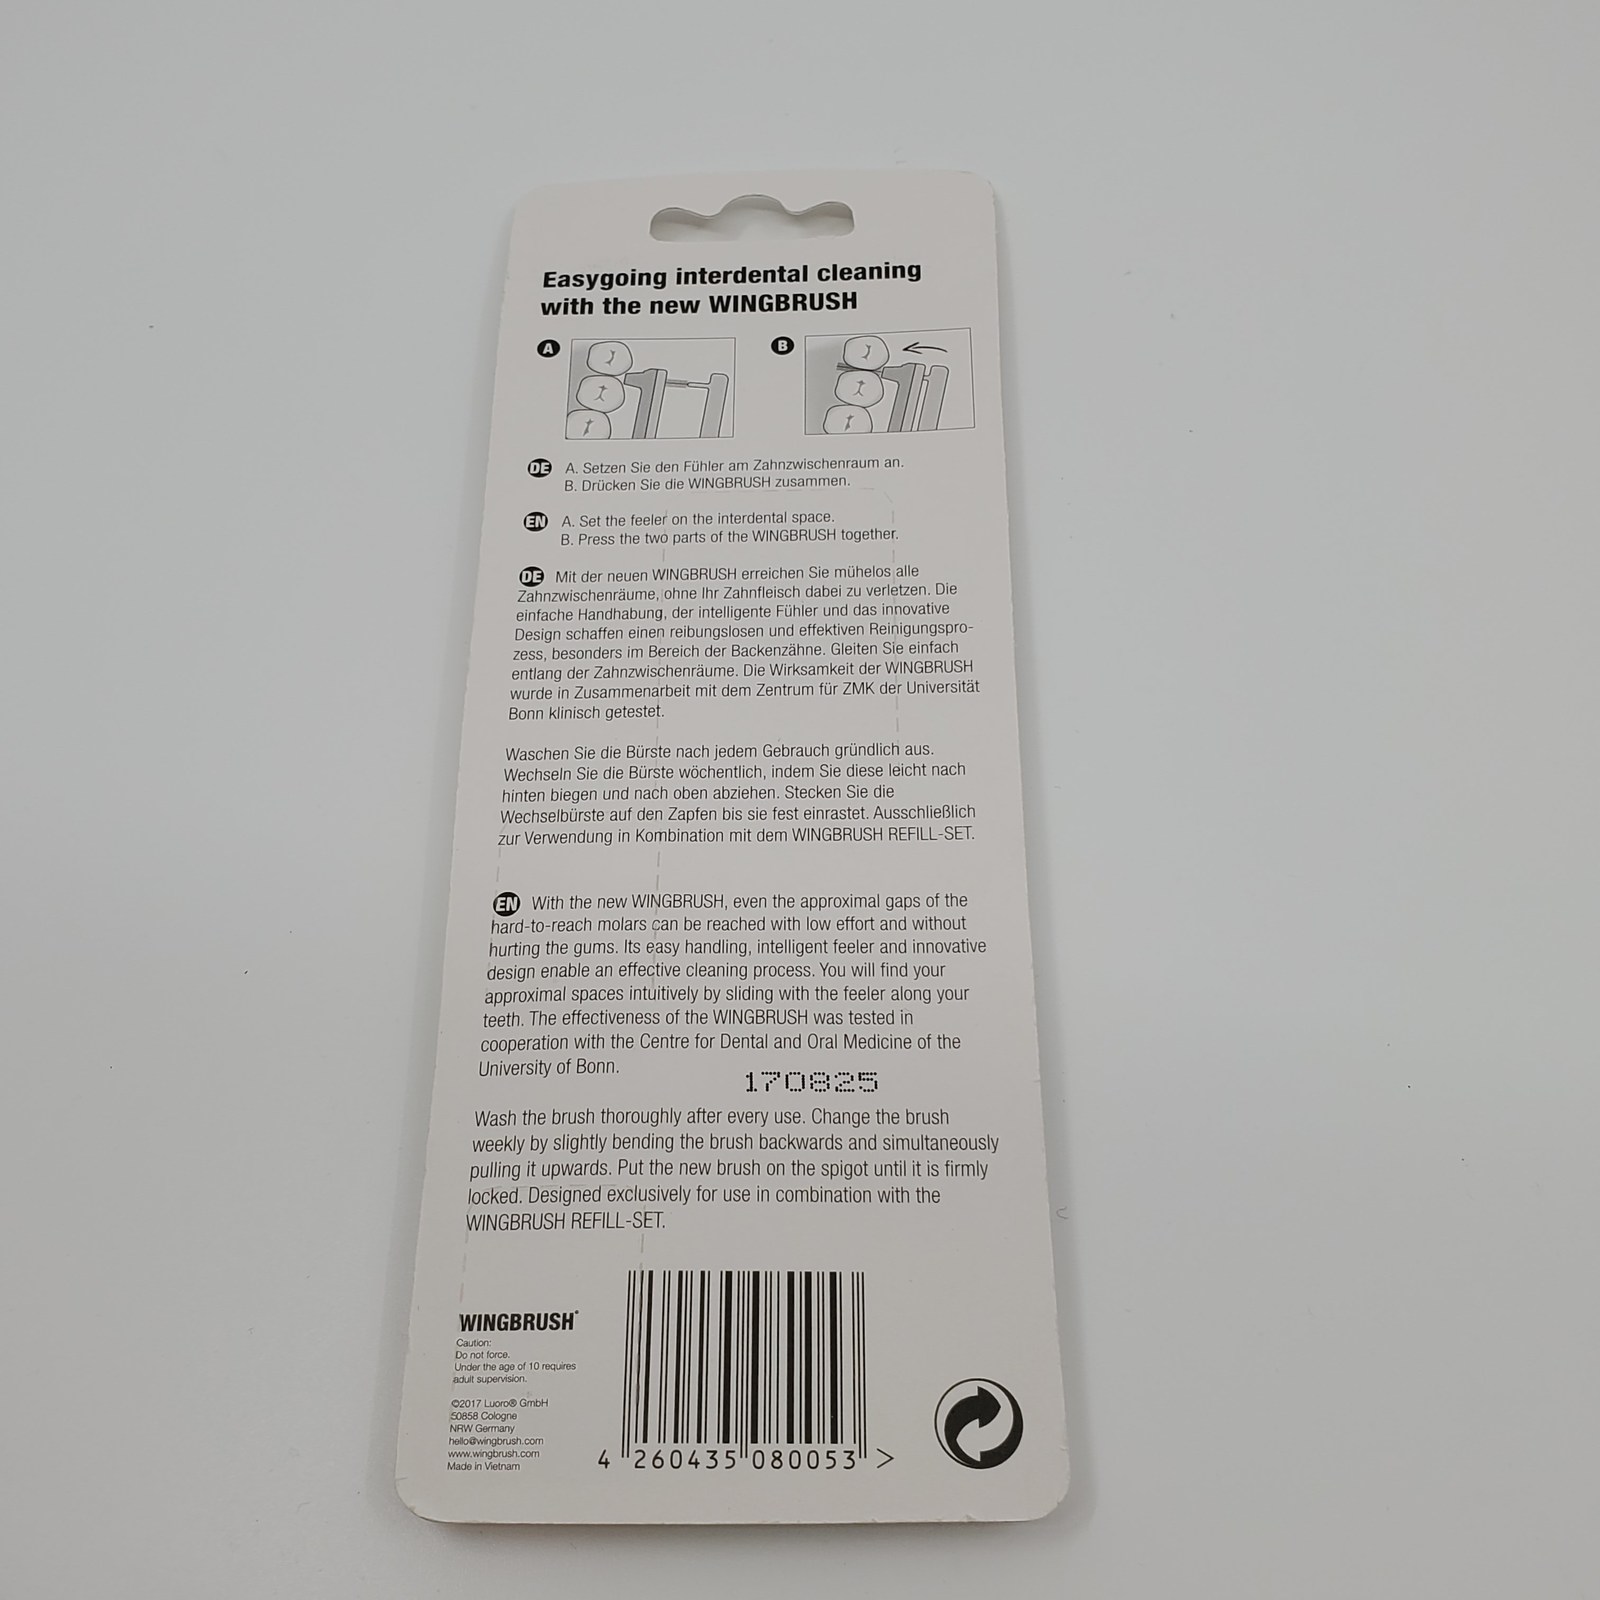 Easygoing interdental cleaning
with the new WINGBRUSH
A
B
DE A. Setzen Sie den Fühler am Zahnzwischenraum an.
B. Drücken Sie die WINGBRUSH zusammen.
EN A. Set the feeler on the interdental space.
B. Press the two parts of the WINGBRUSH together.
DE Mit der neuen WINGBRUSH erreichen Sie mühelos alle
Zahnzwischenräume, ohne Ihr Zahnfleisch dabei zu verletzen. Die
einfache Handhabung, der intelligente Fühler und das innovative
Design schaffen einen reibungslosen und effektiven Reinigungspro-
zess, besonders im Bereich der Backenzähne. Gleiten Sie einfach
entlang der Zahnzwischenräume. Die Wirksamkeit der WINGBRUSH
wurde in Zusammenarbeit mit dem Zentrum für ZMK der Universität
Bonn klinisch getestet.
Waschen Sie die Bürste nach jedem Gebrauch gründlich aus.
Wechseln Sie die Bürste wöchentlich, indem Sie diese leicht nach
hinten biegen und nach oben abziehen. Stecken Sie die
Wechselbürste auf den Zapfen bis sie fest einrastet. Ausschließlich
zur Verwendung in Kombination mit dem WINGBRUSH REFILL-SET.
EN With the new WINGBRUSH, even the approximal gaps of the
hard-to-reach molars can be reached with low effort and without
hurting the gums. Its easy handling, intelligent feeler and innovative
design enable an effective cleaning process. You will find your
approximal spaces intuitively by sliding with the feeler along your
teeth. The effectiveness of the WINGBRUSH was tested in
cooperation with the Centre for Dental and Oral Medicine of the
University of Bonn.
170825
Wash the brush thoroughly after every use. Change the brush
weekly by slightly bending the brush backwards and simultaneously
pulling it upwards. Put the new brush on the spigot until it is firmly
locked. Designed exclusively for use in combination with the
WINGBRUSH REFILL-SET.
WINGBRUSH®
Caution:
Do not force.
Under the age of 10 requires
adult supervision.
©2017 Luoro® GmbH
50858 Cologne
NRW Germany
hello@wingbrush.com
www.wingbrush.com
Made in Vietnam
4 260435 080053 >